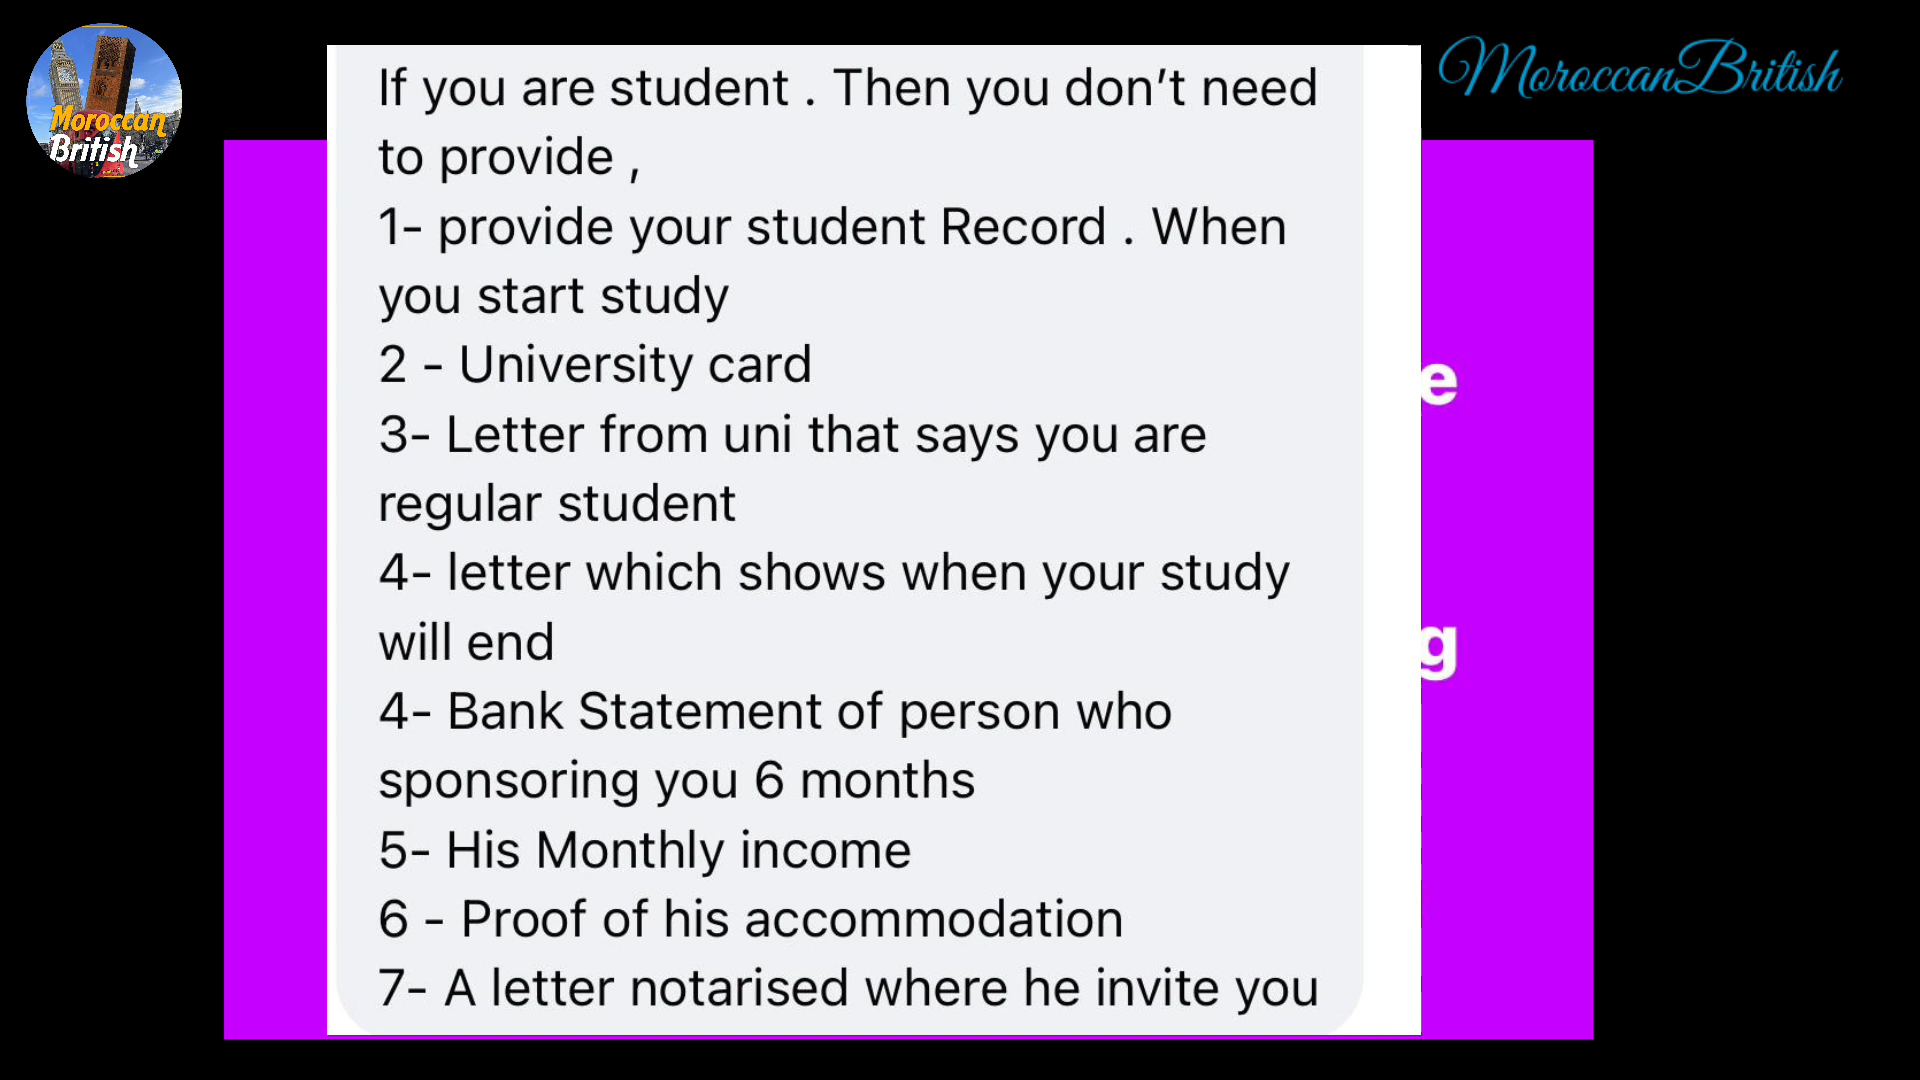 Moroccan
British
MoroccanBritish
If you are student . Then you don’t need
to provide ,
1- provide your student Record . When
you start study
2 - University card
3- Letter from uni that says you are
regular student
4- letter which shows when your study
will end
4- Bank Statement of person who
sponsoring you 6 months
5- His Monthly income
6 - Proof of his accommodation
7- A letter notarised where he invite you
e
g